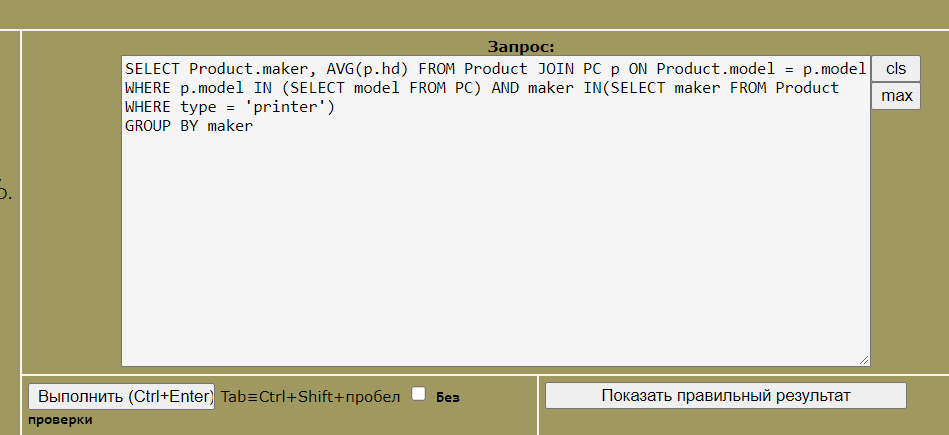 Запрос:
SELECT Product.maker, AVG(p.hd) FROM Product JOIN PC p ON Product.model = p.model
WHERE p.model IN (SELECT model FROM PC) AND maker IN(SELECT maker FROM Product
WHERE type = 'printer')
GROUP BY maker
cls
max
Выполнить (Ctrl+Enter)
Tab≡Ctrl+Shift+пробел
Без
проверки
Показать правильный результат